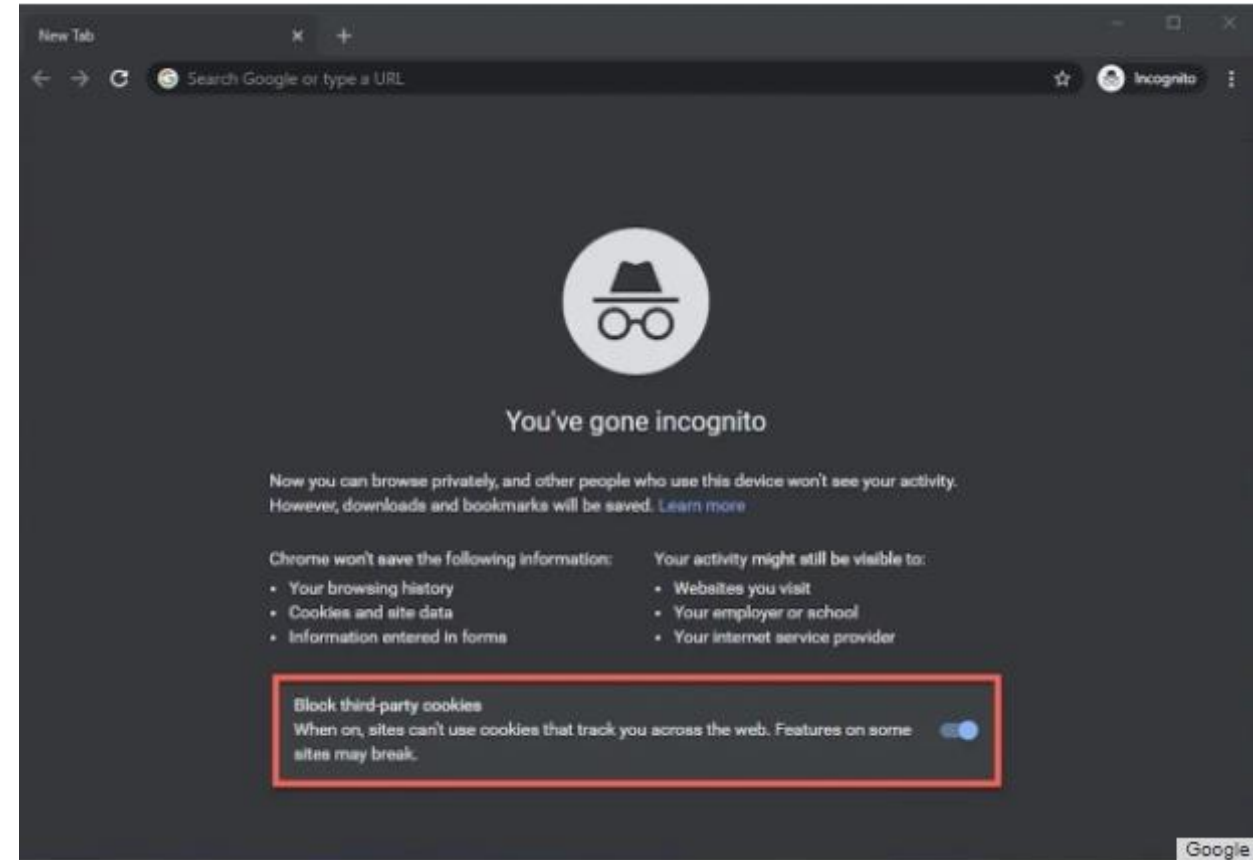 New Tab
Search Google or type a URL
Incognito
You've gone incognito
Now you can browse privately, and other people who use this device won't see your activity.
However, downloads and bookmarks will be saved. Learn more
Chrome won't save the following information:
• Your browsing history
• Cookies and site data
• Information entered in forms
Your activity might still be visible to:
• Websites you visit
• Your employer or school
• Your internet service provider
Block third-party cookies
When on, sites can't use cookies that track you across the web. Features on some
sites may break.
Google